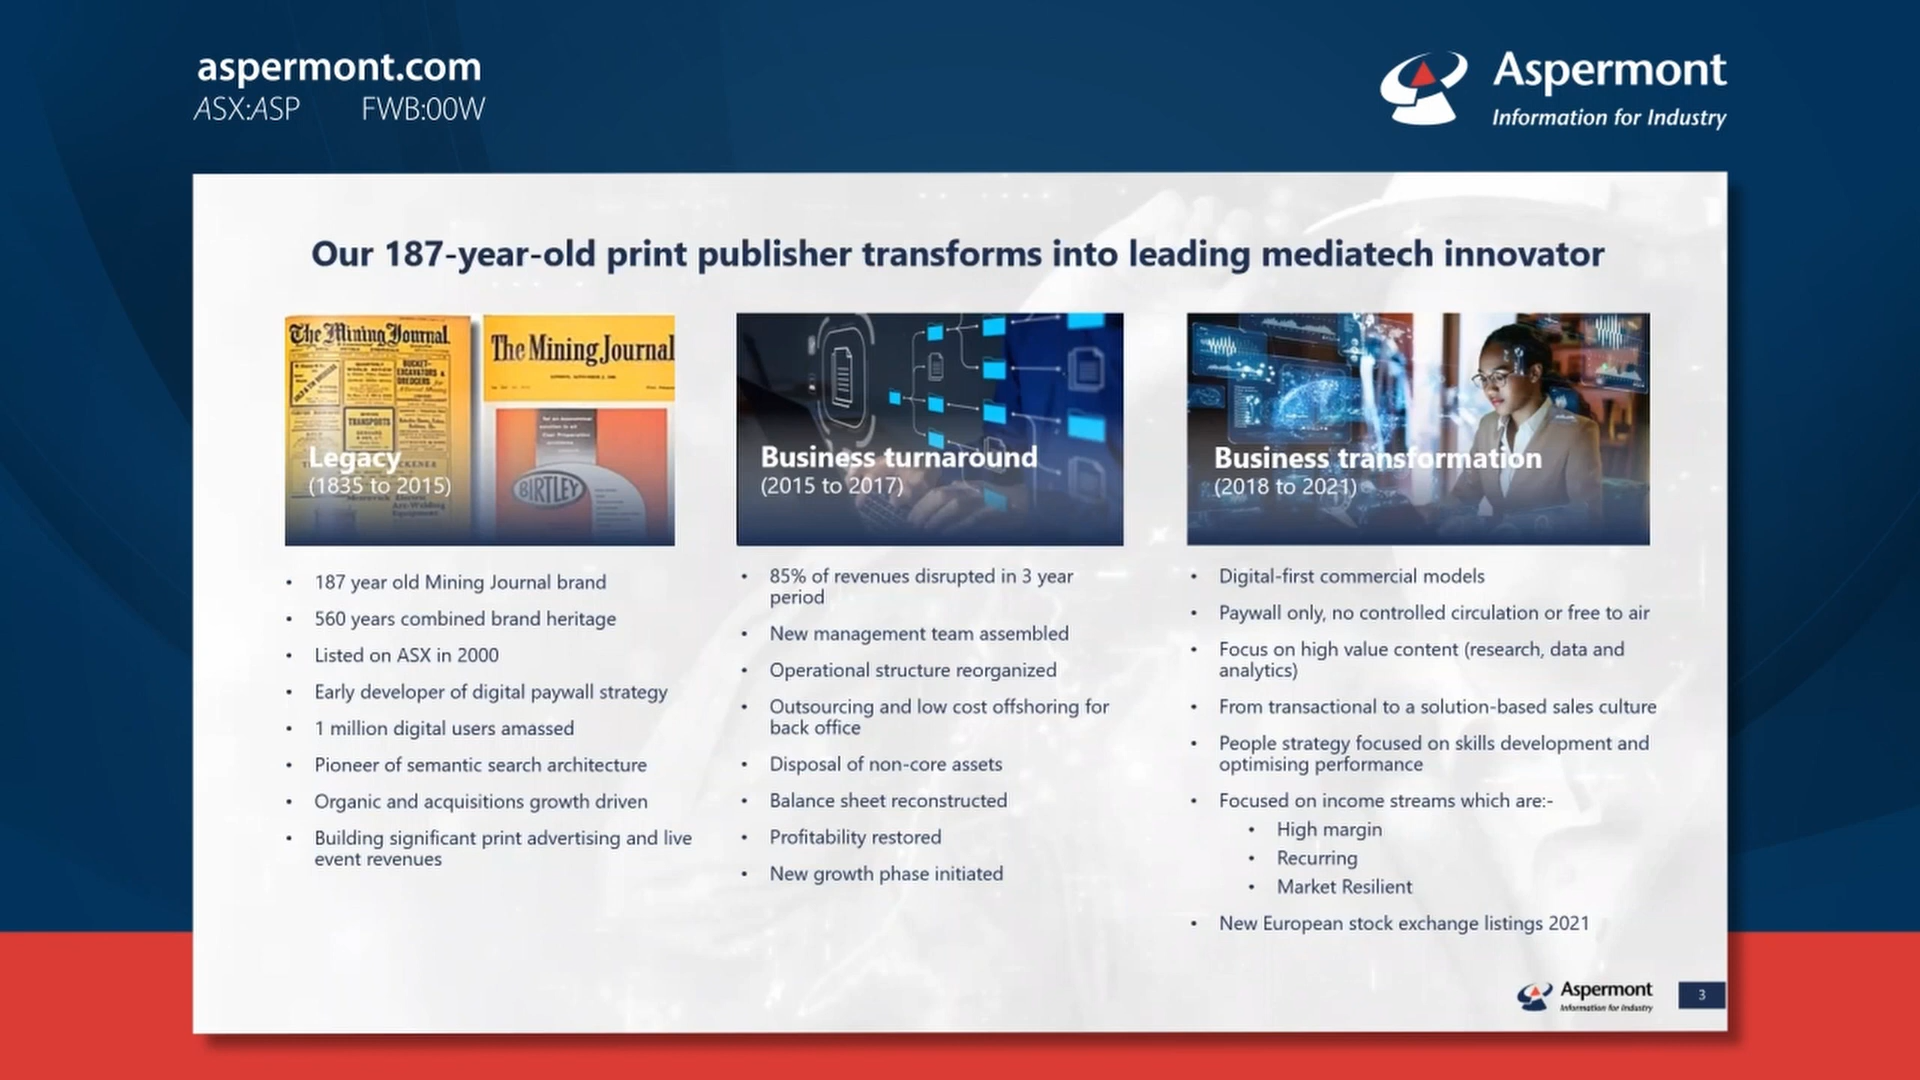 aspermont.com
ASX:ASP FWB:00W
Aspermont
Information for Industry
Our 187-year-old print publisher transforms into leading mediatech innovator
The Mining Journal
The Mining Journal
BUCKET-
EXCAVATORS &
DREDGERS
TRANSPORTS
BIRTLEY
Legacy
(1835 to 2015)
187 year old Mining Journal brand
560 years combined brand heritage
Listed on ASX in 2000
Early developer of digital paywall strategy
1 million digital users amassed
Pioneer of semantic search architecture
Organic and acquisitions growth driven
Building significant print advertising and live
event revenues
Business turnaround
(2015 to 2017)
85% of revenues disrupted in 3 year
period
New management team assembled
Operational structure reorganized
Outsourcing and low cost offshoring for
back office
Disposal of non-core assets
Balance sheet reconstructed
Profitability restored
New growth phase initiated
Business transformation
(2018 to 2021)
Digital-first commercial models
Paywall only, no controlled circulation or free to air
Focus on high value content (research, data and
analytics)
From transactional to a solution-based sales culture
People strategy focused on skills development and
optimising performance
Focused on income streams which are:-
High margin
Recurring
Market Resilient
New European stock exchange listings 2021
Aspermont
Information for Industry
3